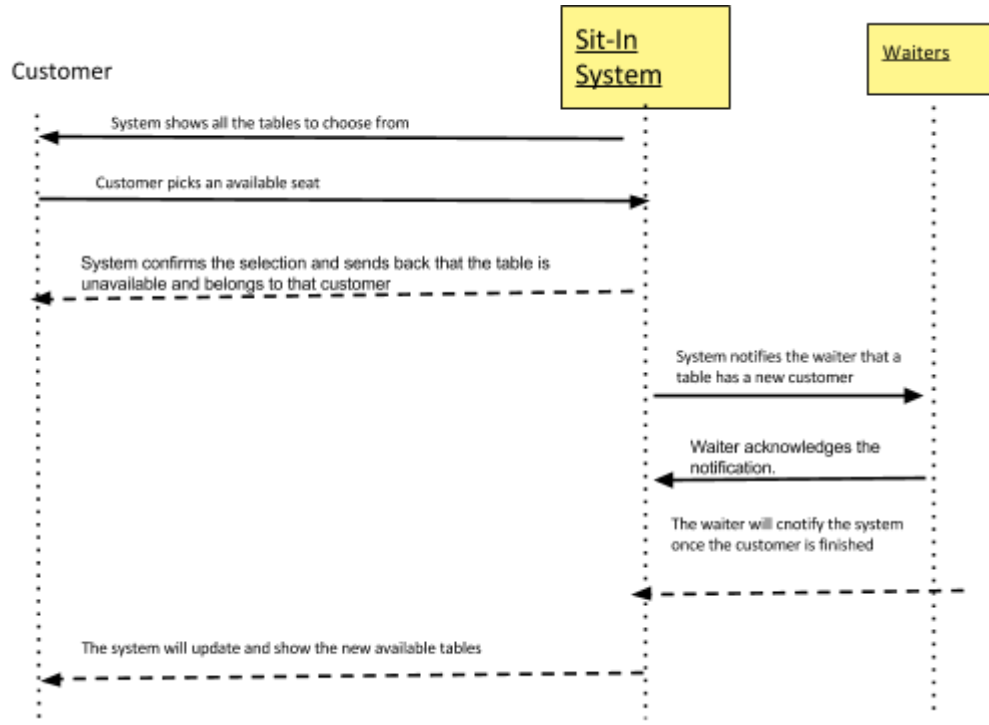 Customer
Sit-In
System
Waiters
System shows all the tables to choose from
Customer picks an available seat
System confirms the selection and sends back that the table is
unavailable and belongs to that customer
System notifies the waiter that a
table has a new customer
Waiter acknowledges the
notification.
The waiter will cnotify the system
once the customer is finished
The system will update and show the new available tables